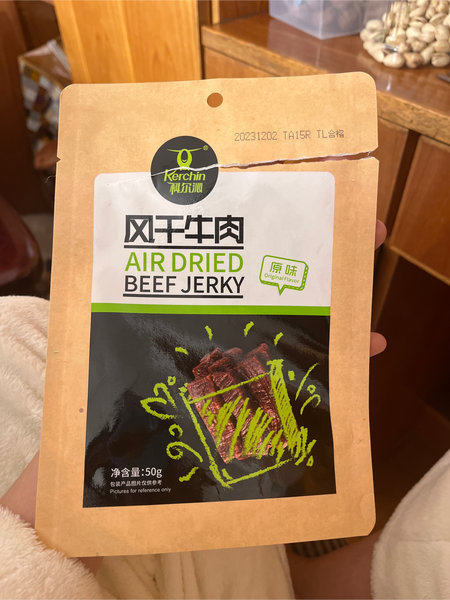 20231202 TA15R TL合格
Kerchin®
科尔沁
风干牛肉
AIR DRIED
BEEF JERKY
原味
Original Flavor
净含量:50g
包装产品图片仅供参考
Pictures for reference only